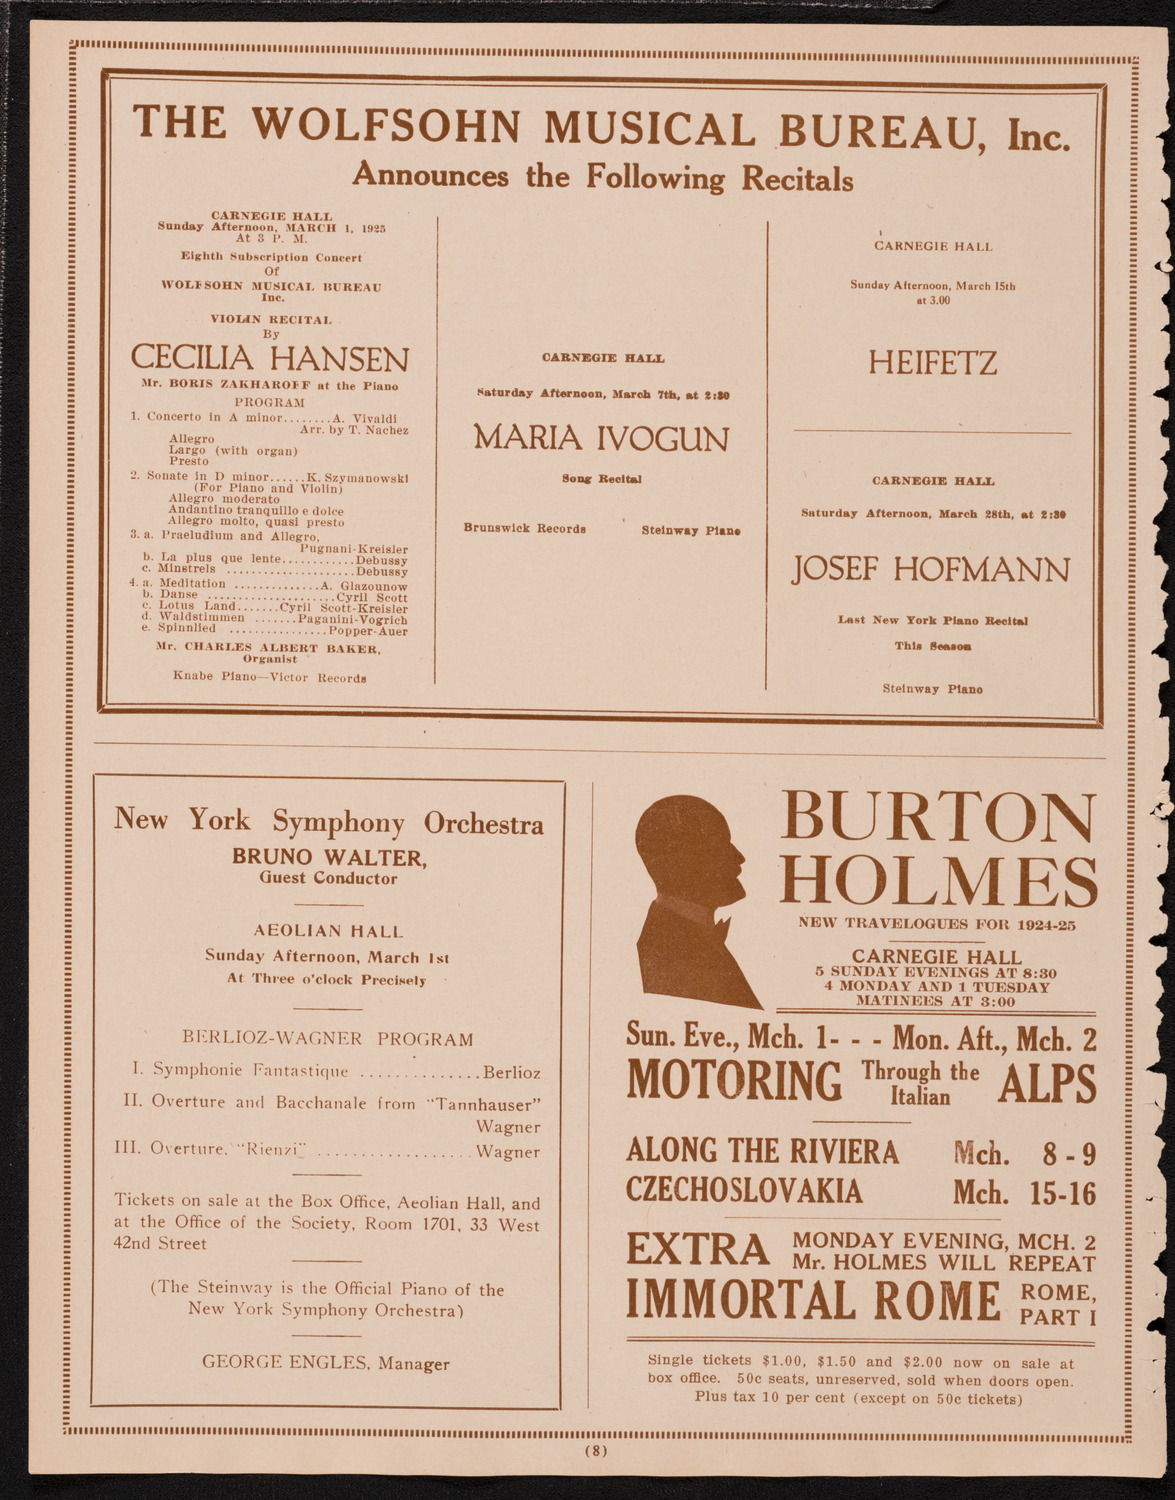 THE WOLFSOHN MUSICAL BUREAU, Inc.
Announces the Following Recitals
CARNEGIE HALL
Sunday Afternoon, MARCH 1, 1925
At 3 P. M.
Eighth Subscription Concert
Of
WOLFSOHN MUSICAL BUREAU
Inc.
VIOLIN RECITAL
By
CECILIA HANSEN
Mr. BORIS ZAKHAROFF at the Piano
PROGRAM
1. Concerto in A minor........A. Vivaldi
Arr. by T. Nachez
Allegro
Largo (with organ)
Presto
2. Sonate in D minor......K. Szymanowski
(For Piano and Violin)
Allegro moderato
Andantino tranquillo e dolce
Allegro molto, quasi presto
3. a. Praeludium and Allegro,
Pugnani-Kreisler
b. La plus que lente............Debussy
c. Minstrels .....................Debussy
4. a. Meditation ..............A. Glazounow
b. Danse .....................Cyril Scott
c. Lotus Land.......Cyril Scott-Kreisler
d. Waldstimmen .......Paganini-Vogrich
e. Spinnlied ................Popper-Auer
Mr. CHARLES ALBERT BAKER,
Organist
Knabe Piano—Victor Records
CARNEGIE HALL
Saturday Afternoon, March 7th, at 2:30
MARIA IVOGUN
Song Recital
Brunswick Records Steinway Piano
CARNEGIE HALL
Sunday Afternoon, March 15th
at 3.00
HEIFETZ
CARNEGIE HALL
Saturday Afternoon, March 28th, at 2:30
JOSEF HOFMANN
Last New York Piano Recital
This Season
Steinway Piano
New York Symphony Orchestra
BRUNO WALTER,
Guest Conductor
AEOLIAN HALL
Sunday Afternoon, March 1st
At Three o'clock Precisely
BERLIOZ-WAGNER PROGRAM
I. Symphonie Fantastique ..............Berlioz
II. Overture and Bacchanale from "Tannhauser"
Wagner
III. Overture, "Rienzi" ..................Wagner
Tickets on sale at the Box Office, Aeolian Hall, and
at the Office of the Society, Room 1701, 33 West
42nd Street
(The Steinway is the Official Piano of the
New York Symphony Orchestra)
GEORGE ENGLES, Manager
BURTON
HOLMES
NEW TRAVELOGUES FOR 1924-25
CARNEGIE HALL
5 SUNDAY EVENINGS AT 8:30
4 MONDAY AND 1 TUESDAY
MATINEES AT 3:00
Sun. Eve., Mch. 1- - - Mon. Aft., Mch. 2
MOTORING Through the Italian ALPS
ALONG THE RIVIERA Mch. 8 - 9
CZECHOSLOVAKIA Mch. 15-16
EXTRA MONDAY EVENING, MCH. 2
Mr. HOLMES WILL REPEAT
IMMORTAL ROME ROME,
PART I
Single tickets $1.00, $1.50 and $2.00 now on sale at
box office. 50c seats, unreserved, sold when doors open.
Plus tax 10 per cent (except on 50c tickets)
(8)